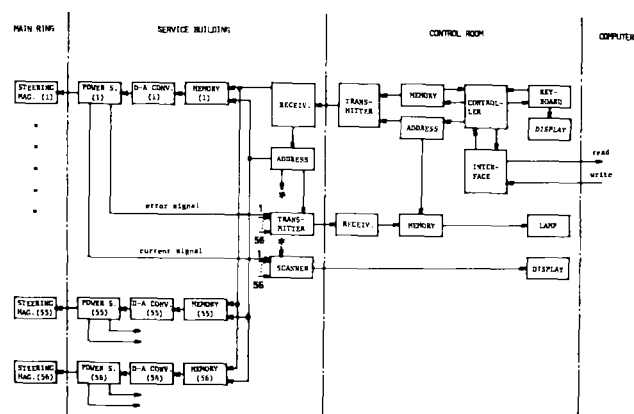 MAIN RING
SERVICE BUILDING
CONTROL ROOM
COMPUTER
STEERING
MAG. (1)
POWER S.
(1)
D-A CONV.
(1)
MEMORY
(1)
RECEIV.
TRANS-
MITTER
MEMORY
CONTROL-
LER
KEY-
BOARD
ADDRESS
DISPLAY
ADDRESS
INTER-
FACE
read
write
*
error signal
1
56
TRANS-
MITTER
RECEIV.
MEMORY
LAMP
*
current signal
1
56
SCANNER
DISPLAY
STEERING
MAG.(55)
POWER S.
(55)
D-A CONV.
(55)
MEMORY
(55)
STEERING
MAG.(56)
POWER S.
(56)
D-A CONV.
(56)
MEMORY
(56)